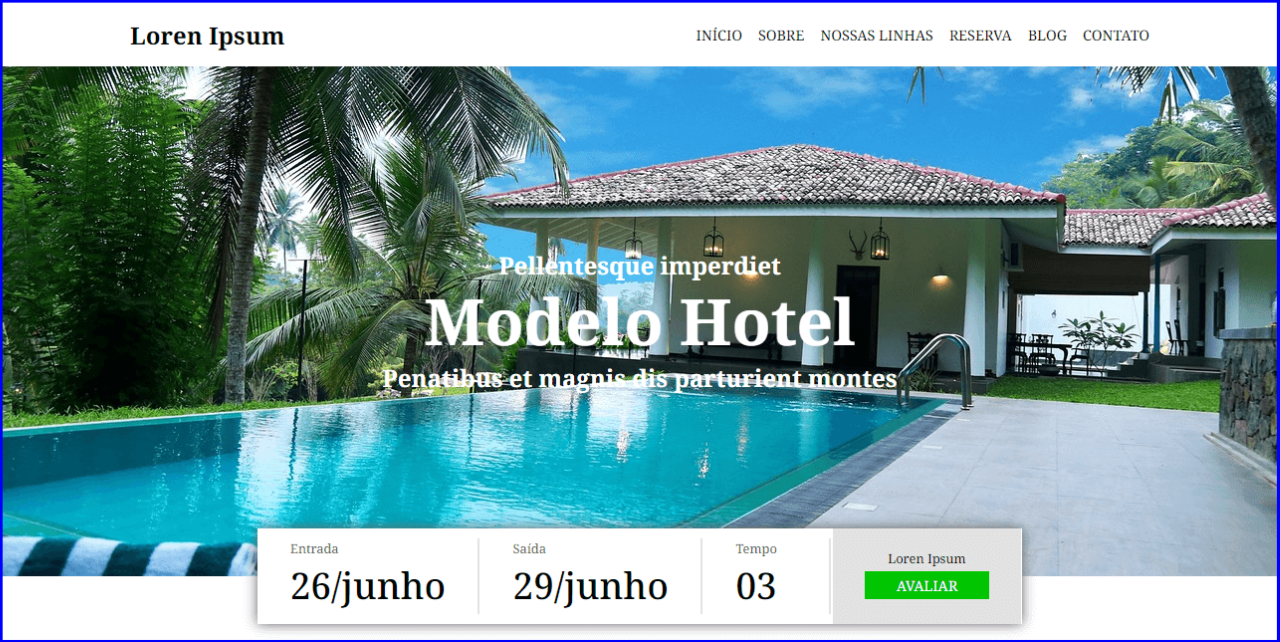 Loren Ipsum
INÍCIO SOBRE NOSSAS LINHAS RESERVA BLOG CONTATO
Pellentesque imperdiet
Modelo Hotel
Penatibus et magnis dis parturient montes
Entrada
26/junho
Saída
29/junho
Tempo
03
Loren Ipsum
AVALIAR